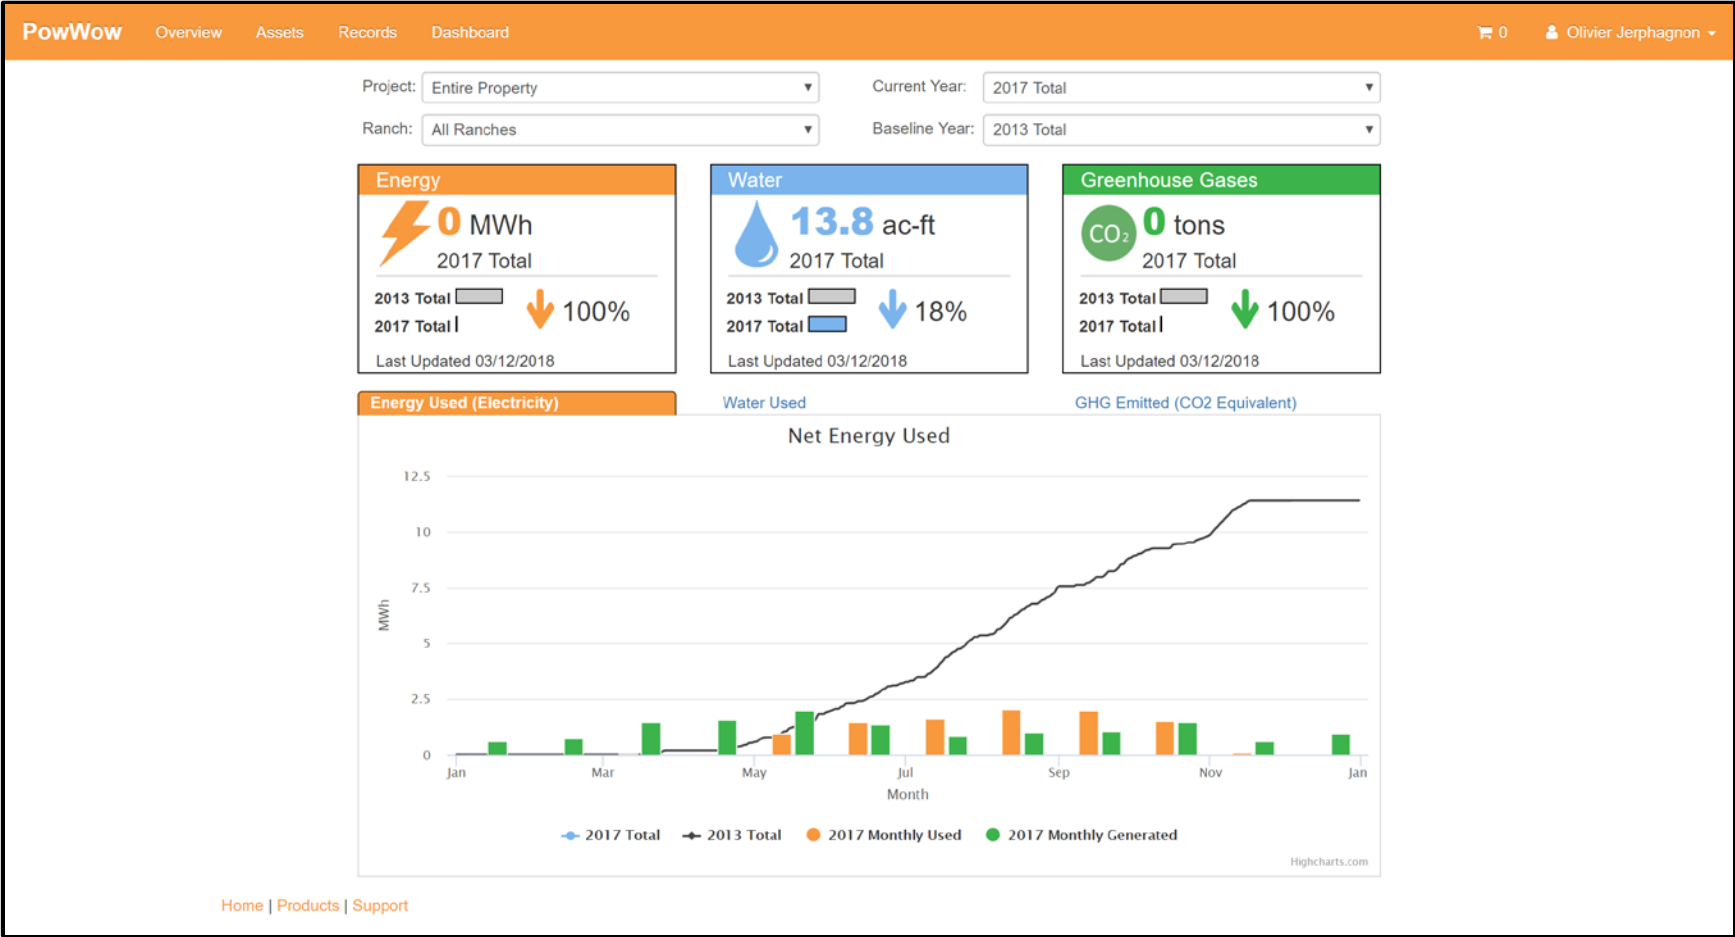 PowWow Overview Assets Records Dashboard 0 Olivier Jerphagnon
Project: Entire Property Current Year: 2017 Total
Ranch: All Ranches Baseline Year: 2013 Total
Energy
0 MWh
2017 Total
2013 Total
2017 Total
100%
Last Updated 03/12/2018
Water
13.8 ac-ft
2017 Total
2013 Total
2017 Total
18%
Last Updated 03/12/2018
Greenhouse Gases
CO2 0 tons
2017 Total
2013 Total
2017 Total
100%
Last Updated 03/12/2018
Energy Used (Electricity) Water Used GHG Emitted (CO2 Equivalent)
Net Energy Used
12.5
10
7.5
5
2.5
0
MWh
Jan Mar May Jul Sep Nov Jan
Month
2017 Total 2013 Total 2017 Monthly Used 2017 Monthly Generated
Highcharts.com
Home | Products | Support